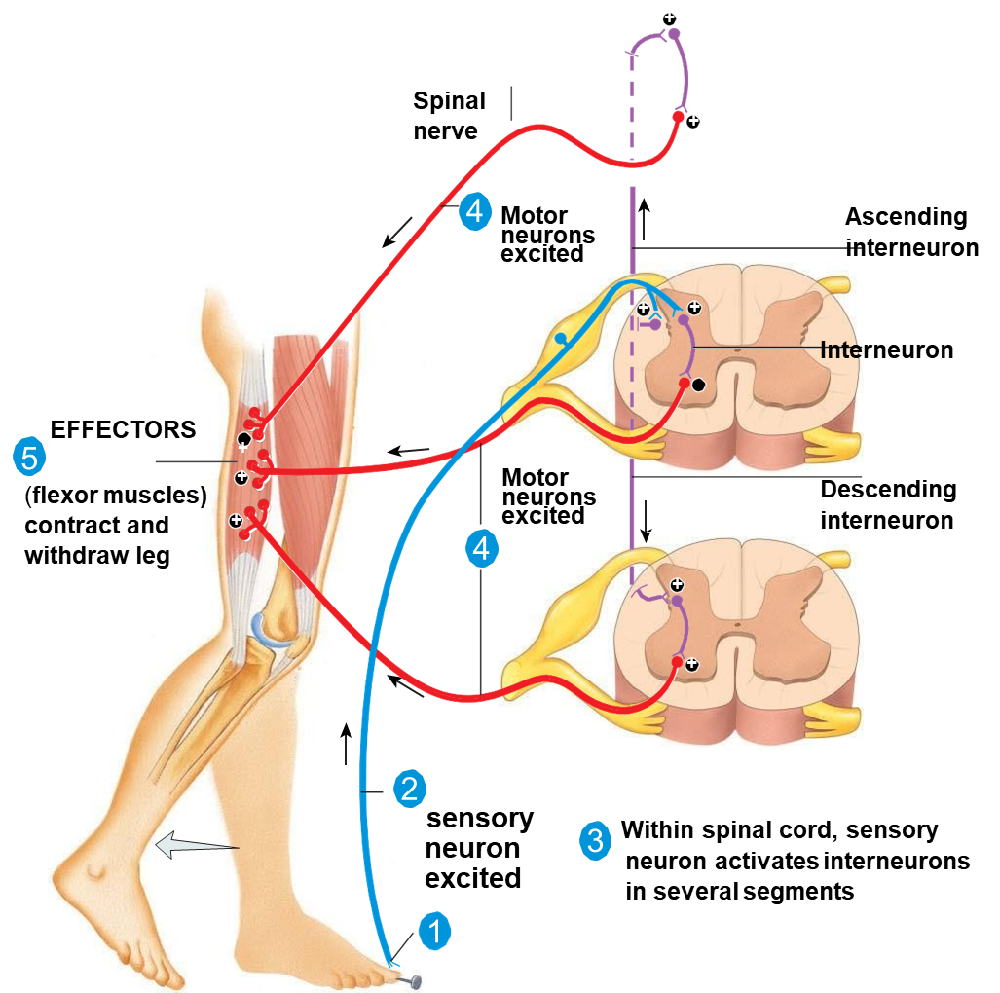 Spinal
nerve
4
Motor
neurons
excited
Ascending
interneuron
Interneuron
EFFECTORS
5
(flexor muscles)
contract and
withdraw leg
Motor
neurons
excited
4
Descending
interneuron
2
sensory
neuron
excited
3
Within spinal cord, sensory
neuron activates interneurons
in several segments
1